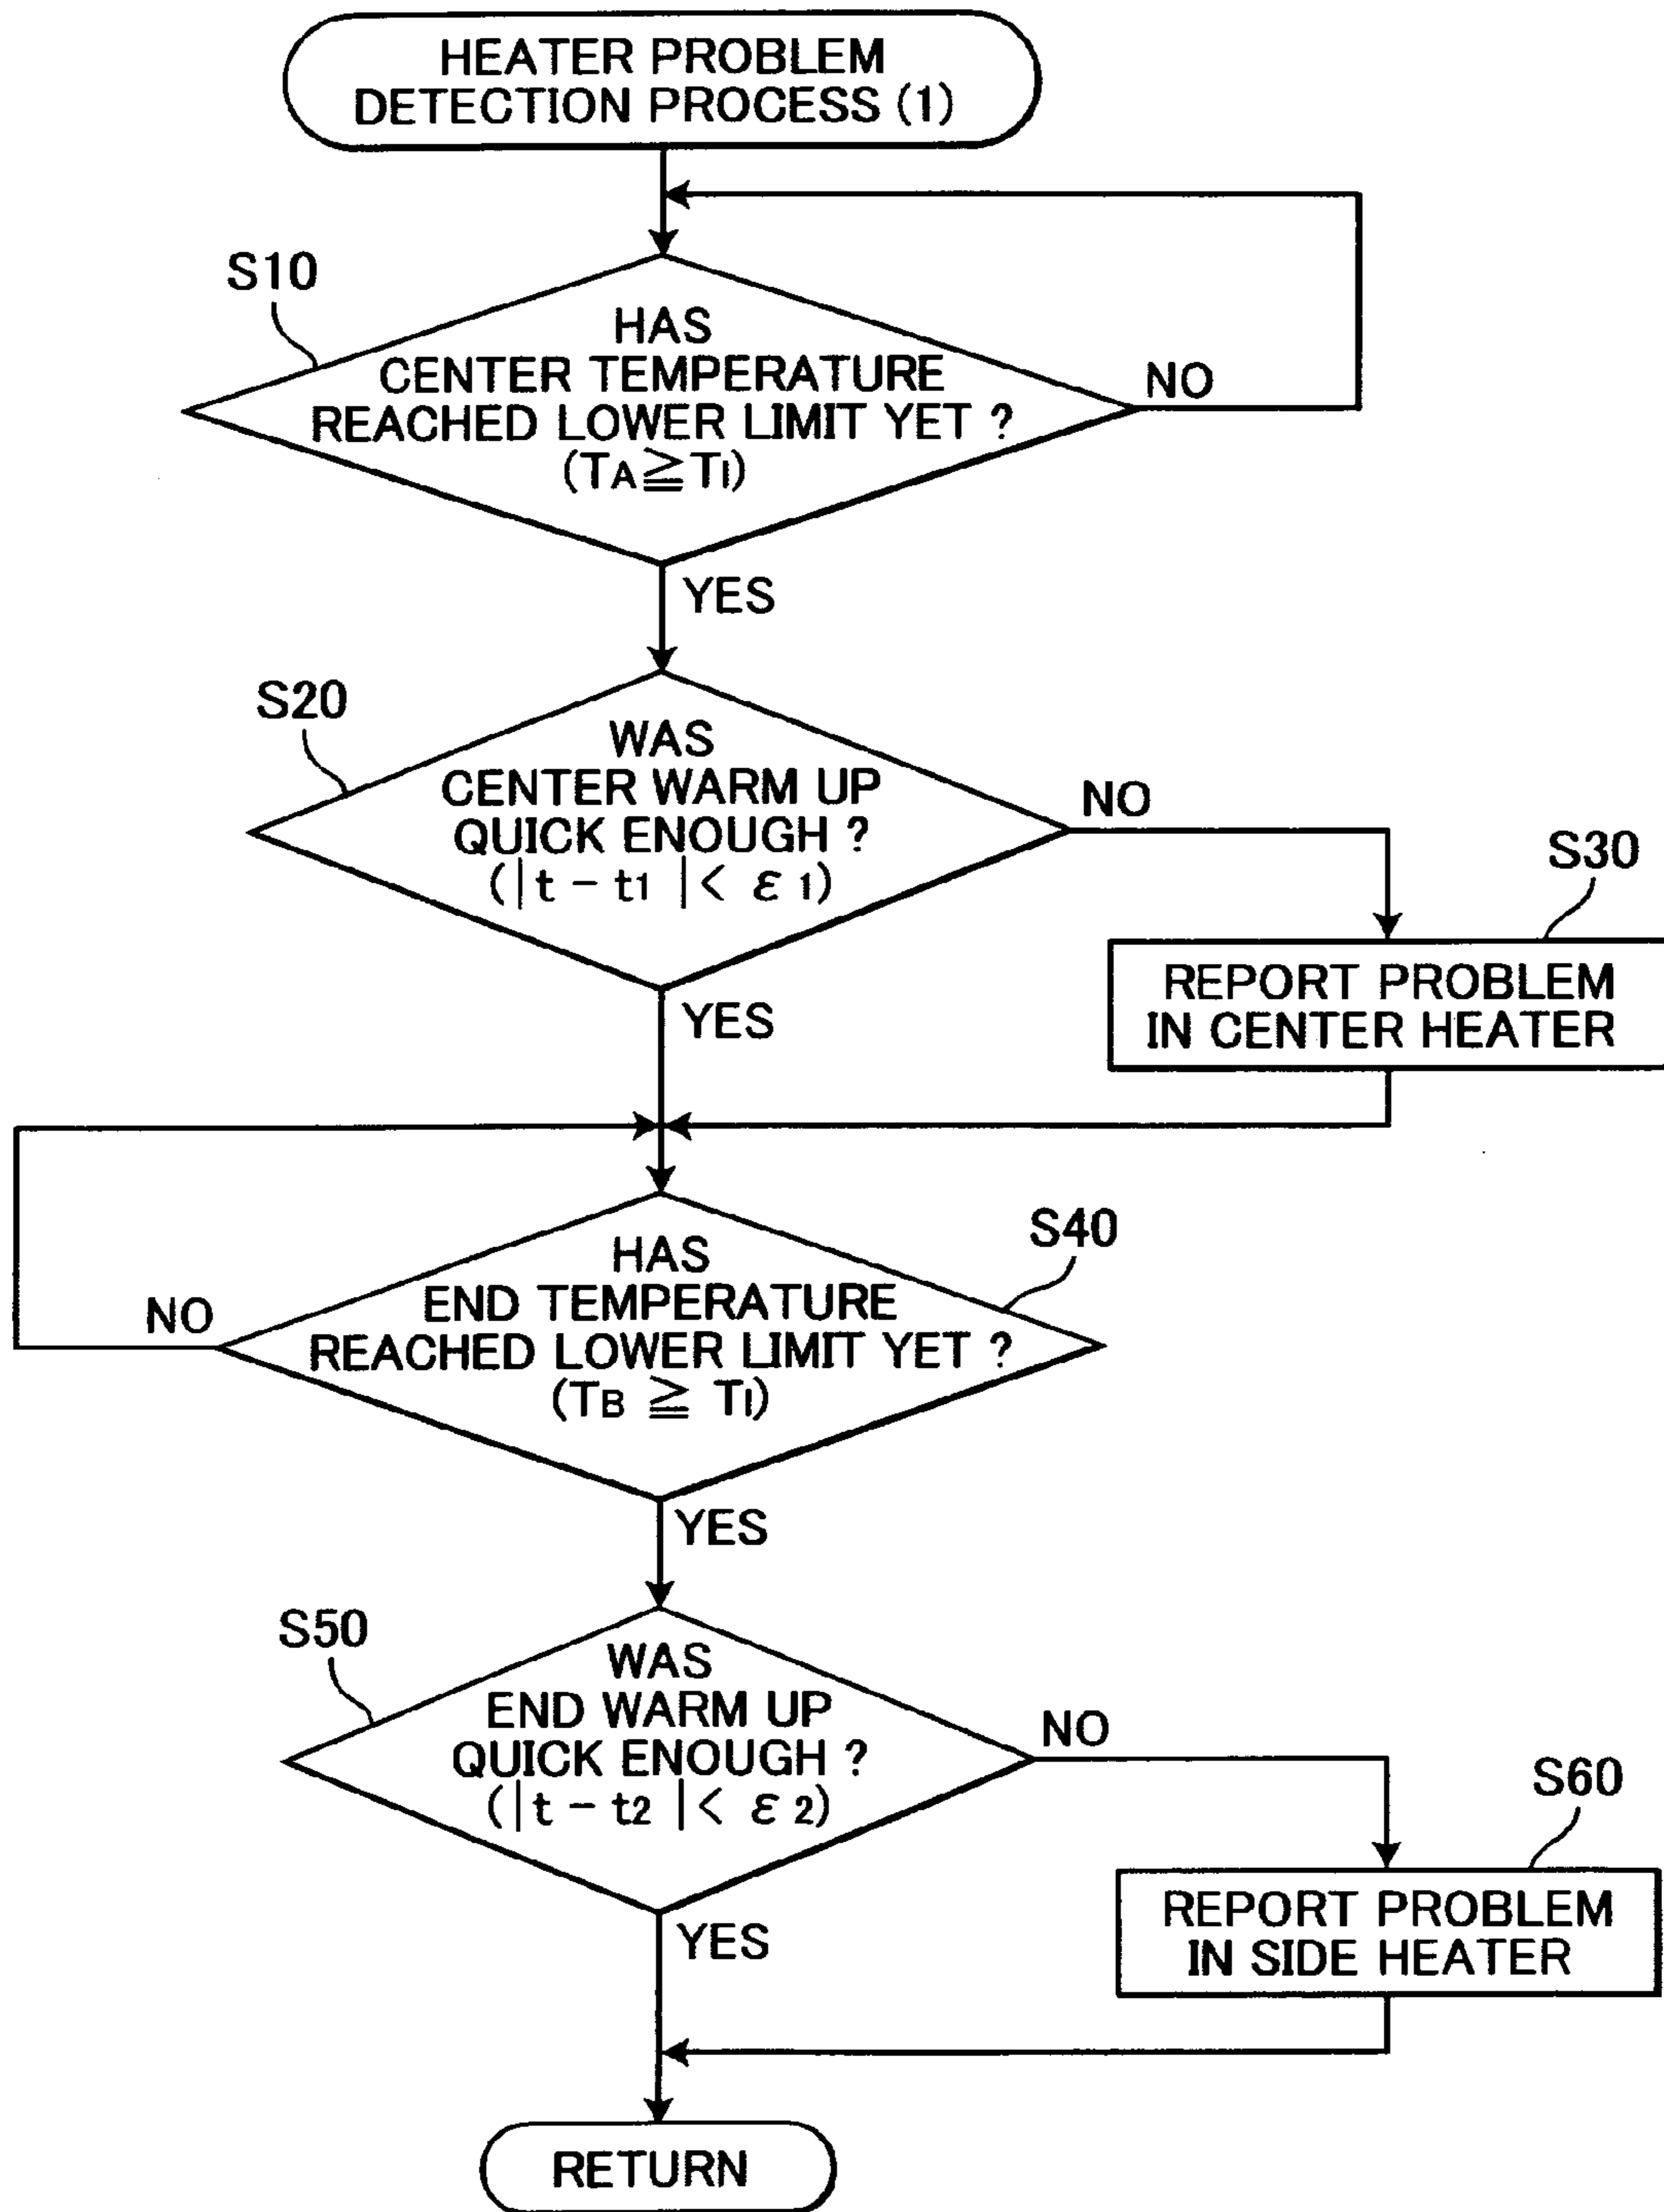 HEATER PROBLEM
DETECTION PROCESS (1)
S10
HAS
CENTER TEMPERATURE
REACHED LOWER LIMIT YET ?
(TA≧Tl)
NO
YES
S20
WAS
CENTER WARM UP
QUICK ENOUGH ?
(|t - t1 |< ε1)
NO
S30
REPORT PROBLEM
IN CENTER HEATER
YES
S40
HAS
END TEMPERATURE
REACHED LOWER LIMIT YET ?
(TB ≧ Tl)
NO
YES
S50
WAS
END WARM UP
QUICK ENOUGH ?
(|t - t2 |< ε2)
NO
S60
REPORT PROBLEM
IN SIDE HEATER
YES
RETURN